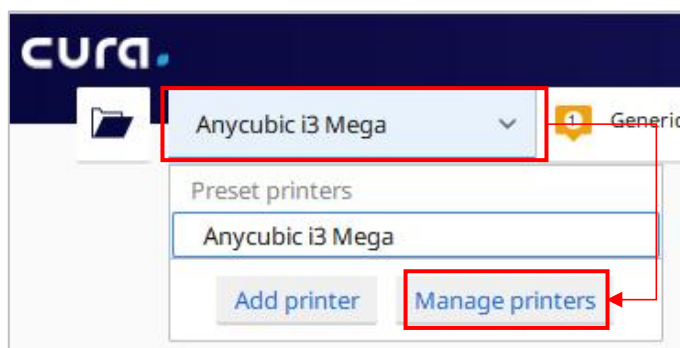 cura.
Anycubic i3 Mega
1
Preset printers
Anycubic i3 Mega
Add printer
Manage printers